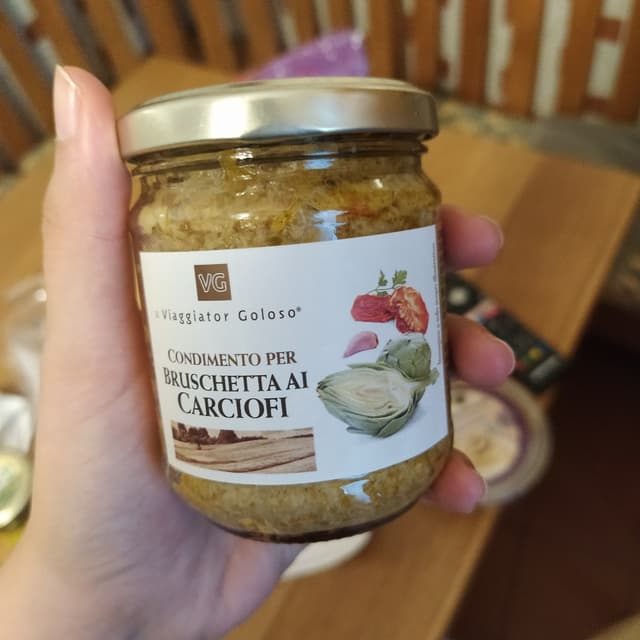 VG
il Viaggiator Goloso®
CONDIMENTO PER
BRUSCHETTA AI
CARCIOFI